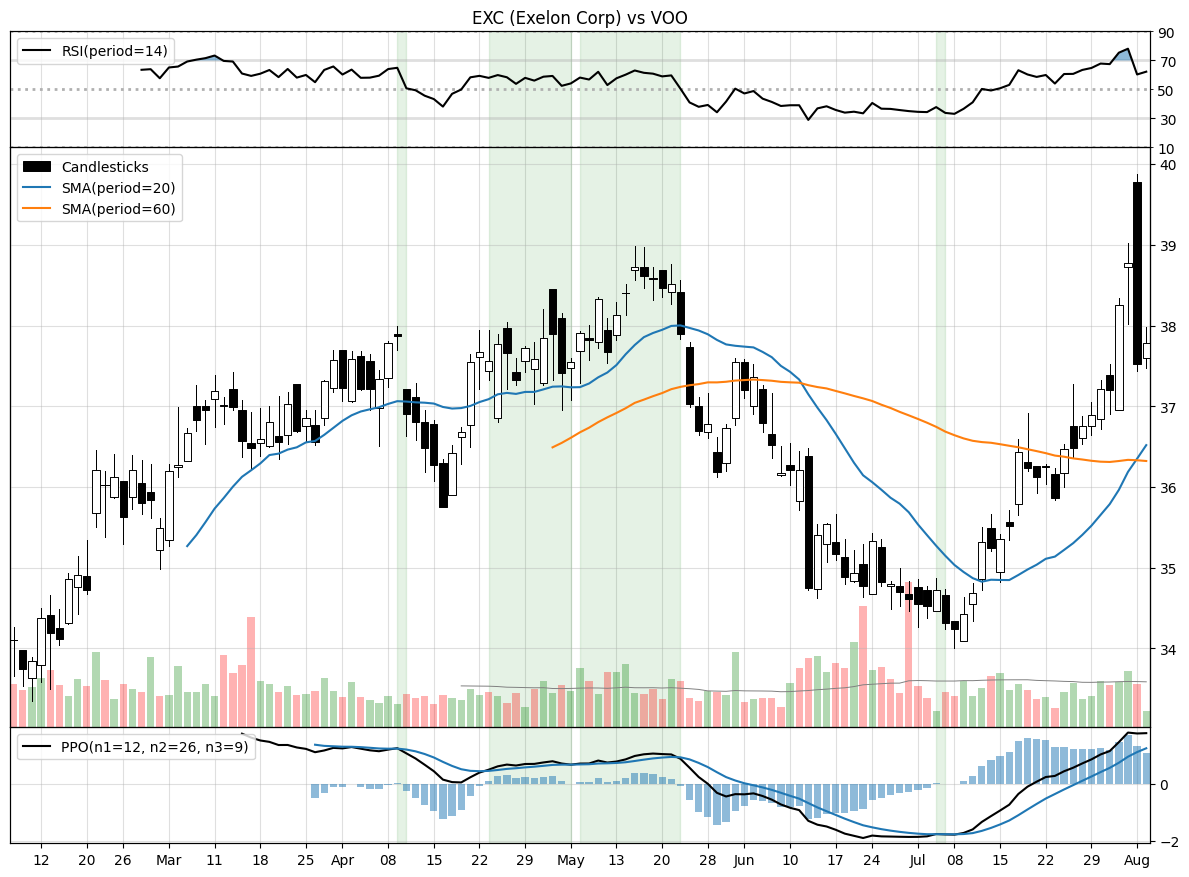 EXC (Exelon Corp) vs VOO
RSI(period=14)
90
70
50
30
10
Candlesticks
SMA(period=20)
SMA(period=60)
40
39
38
37
36
35
34
PPO(n1=12, n2=26, n3=9)
0
−2
12 20 26 Mar 11 18 25 Apr 08 15 22 29 May 13 20 28 Jun 10 17 24 Jul 08 15 22 29 Aug